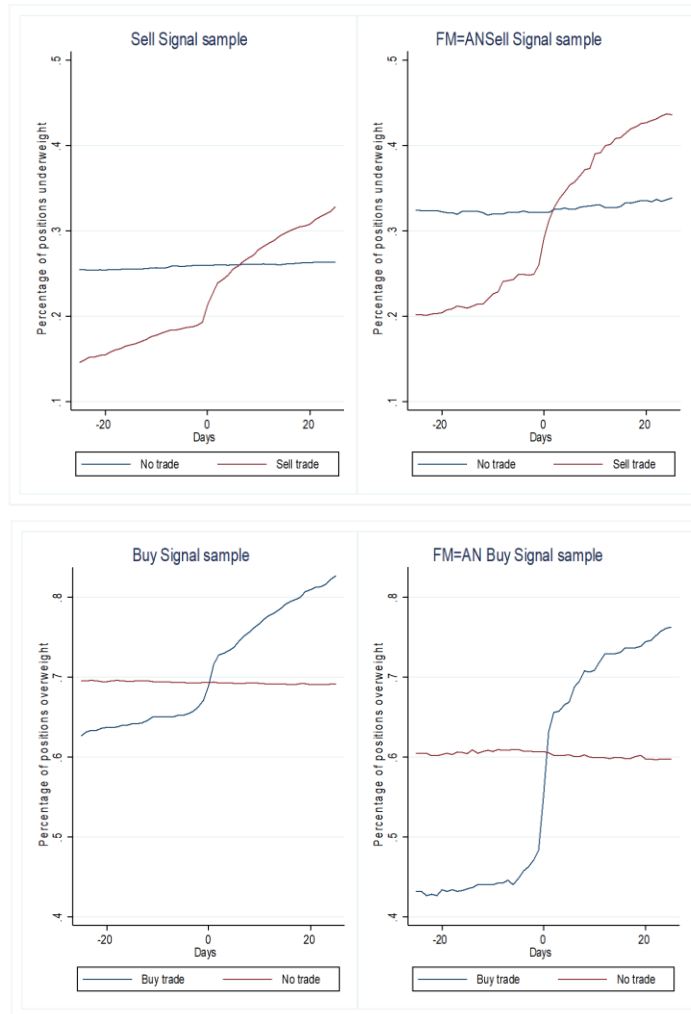 Sell Signal sample
Percentage of positions underweight
.5
.4
.3
.2
.1
-20 0 20
Days
No trade Sell trade
FM=ANSell Signal sample
Percentage of positions underweight
.5
.4
.3
.2
.1
-20 0 20
Days
No trade Sell trade
Buy Signal sample
Percentage of positions overweight
.8
.7
.6
.5
.4
-20 0 20
Days
Buy trade No trade
FM=AN Buy Signal sample
Percentage of positions overweight
.8
.7
.6
.5
.4
-20 0 20
Days
Buy trade No trade